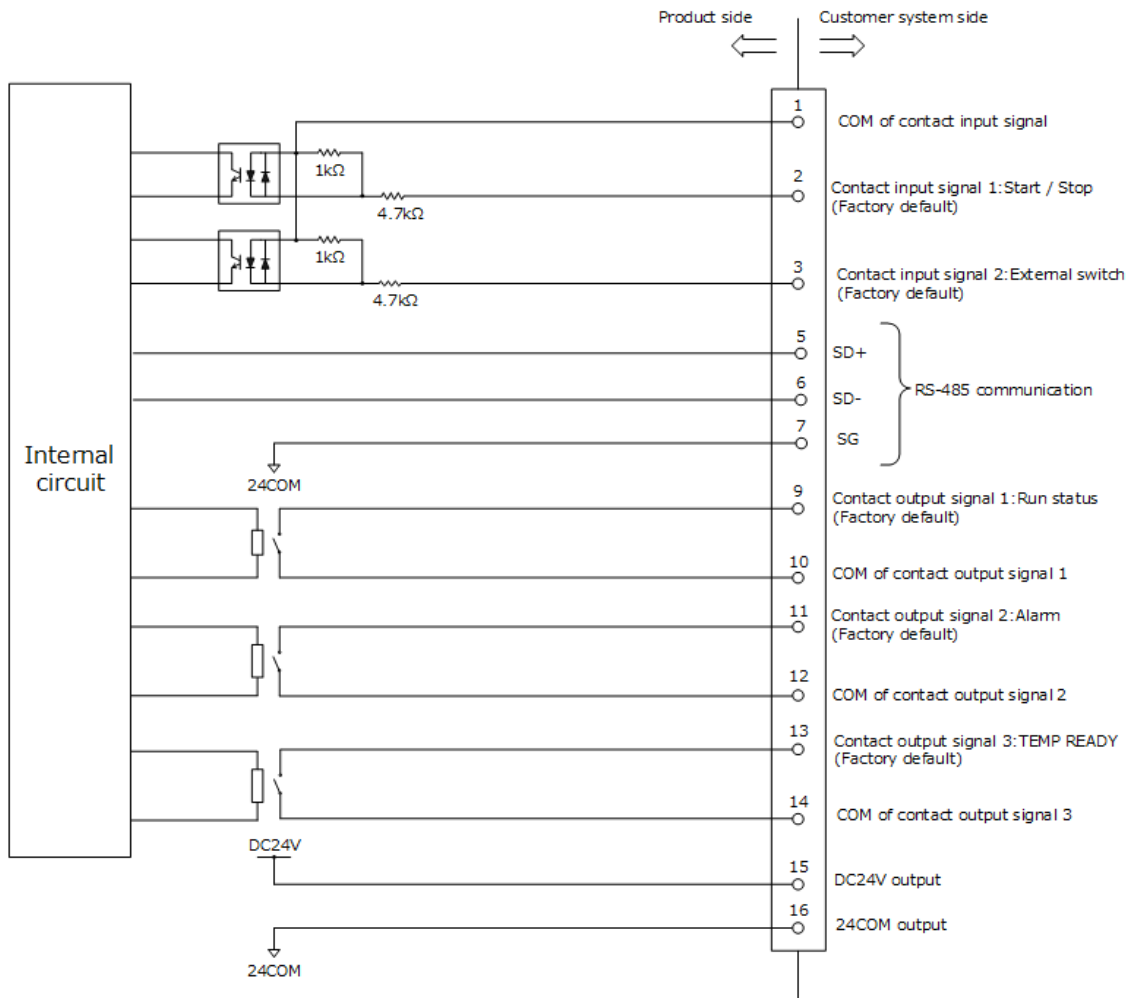 Product side
Customer system side
1
COM of contact input signal
1kΩ
2
Contact input signal 1:Start / Stop
(Factory default)
4.7kΩ
1kΩ
3
Contact input signal 2:External switch
(Factory default)
4.7kΩ
5
SD+
6
SD-
RS-485 communication
7
SG
Internal
circuit
24COM
9
Contact output signal 1:Run status
(Factory default)
10
COM of contact output signal 1
11
Contact output signal 2:Alarm
(Factory default)
12
COM of contact output signal 2
13
Contact output signal 3:TEMP READY
(Factory default)
14
COM of contact output signal 3
DC24V
15
DC24V output
16
24COM output
24COM